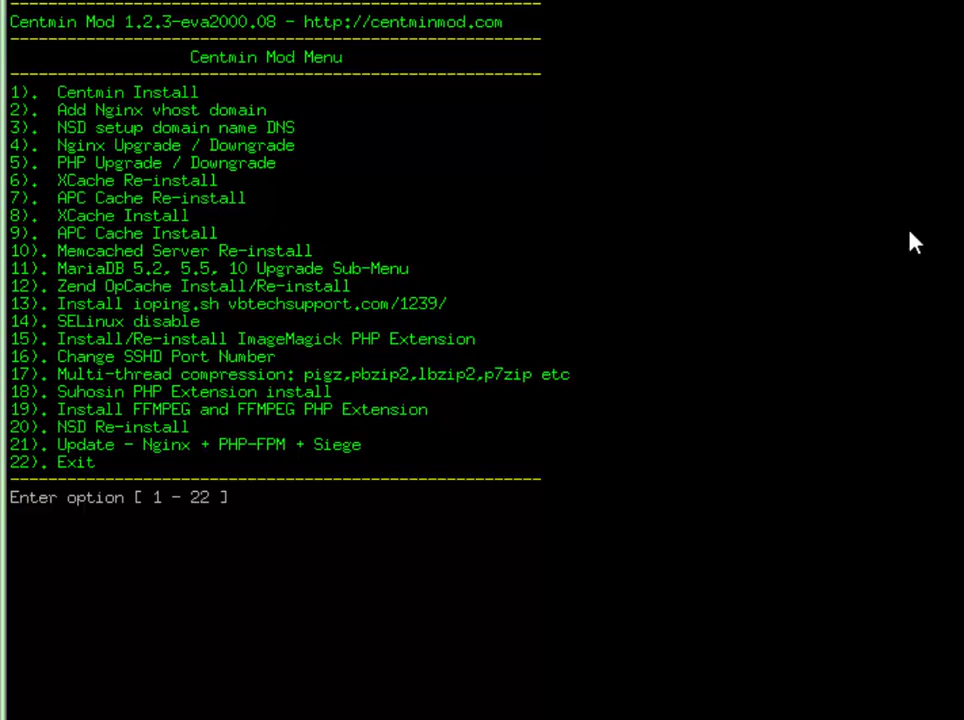 Centmin Mod 1.2.3-eva2000.08 - http://centminmod.com
Centmin Mod Menu
1). Centmin Install
2). Add Nginx vhost domain
3). NSD setup domain name DNS
4). Nginx Upgrade / Downgrade
5). PHP Upgrade / Downgrade
6). XCache Re-install
7). APC Cache Re-install
8). XCache Install
9). APC Cache Install
10). Memcached Server Re-install
11). MariaDB 5.2, 5.5, 10 Upgrade Sub-Menu
12). Zend OpCache Install/Re-install
13). Install ioping.sh vbtechsupport.com/1239/
14). SELinux disable
15). Install/Re-install ImageMagick PHP Extension
16). Change SSHD Port Number
17). Multi-thread compression: pigz,pbzip2,lbzip2,p7zip etc
18). Suhosin PHP Extension install
19). Install FFMPEG and FFMPEG PHP Extension
20). NSD Re-install
21). Update - Nginx + PHP-FPM + Siege
22). Exit
Enter option [ 1 - 22 ]